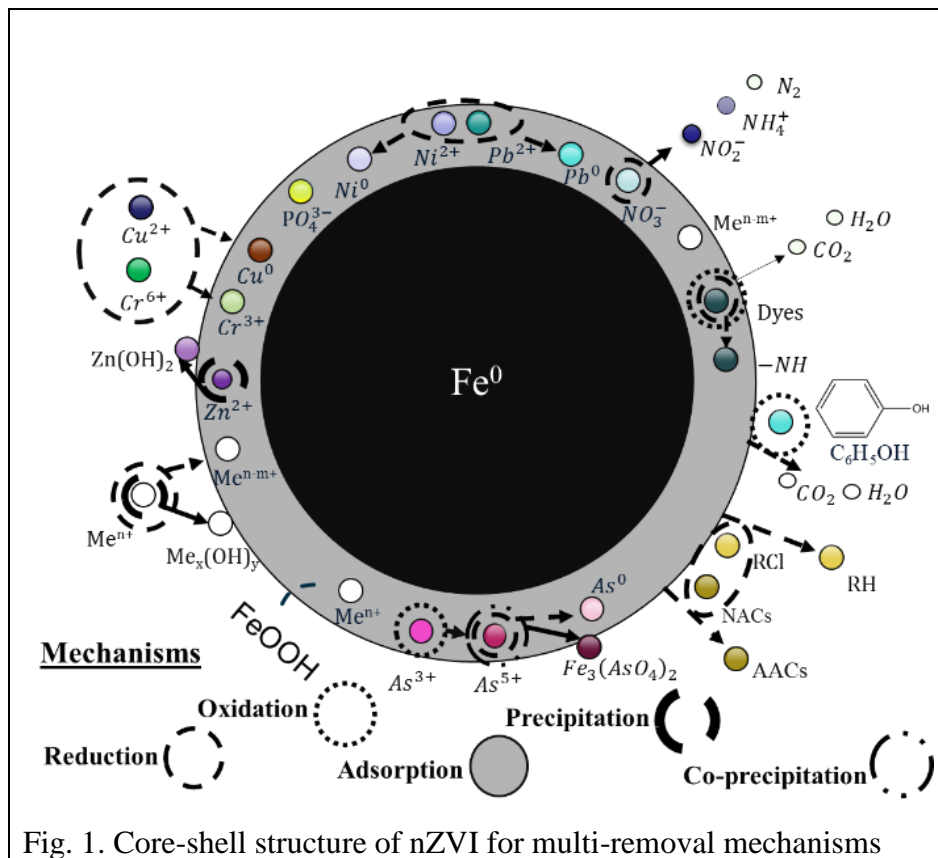 N₂
NH₄⁺
NO₂⁻
Ni²⁺
Pb²⁺
Ni⁰
Pb⁰
PO₄³⁻
NO₃⁻
Meⁿ⁻ᵐ⁺
H₂O
CO₂
Cu²⁺
Cu⁰
Cr⁶⁺
Cr³⁺
Dyes
Zn(OH)₂
–NH
Zn²⁺
Fe⁰
OH
C₆H₅OH
Meⁿ⁻ᵐ⁺
CO₂
H₂O
Meⁿ⁺
Meₓ(OH)ᵧ
RCl
RH
NACs
AACs
FeOOH
Meⁿ⁺
As⁰
As³⁺
As⁵⁺
Fe₃(AsO₄)₂
Mechanisms
Oxidation
Precipitation
Reduction
Adsorption
Co-precipitation
Fig. 1. Core-shell structure of nZVI for multi-removal mechanisms